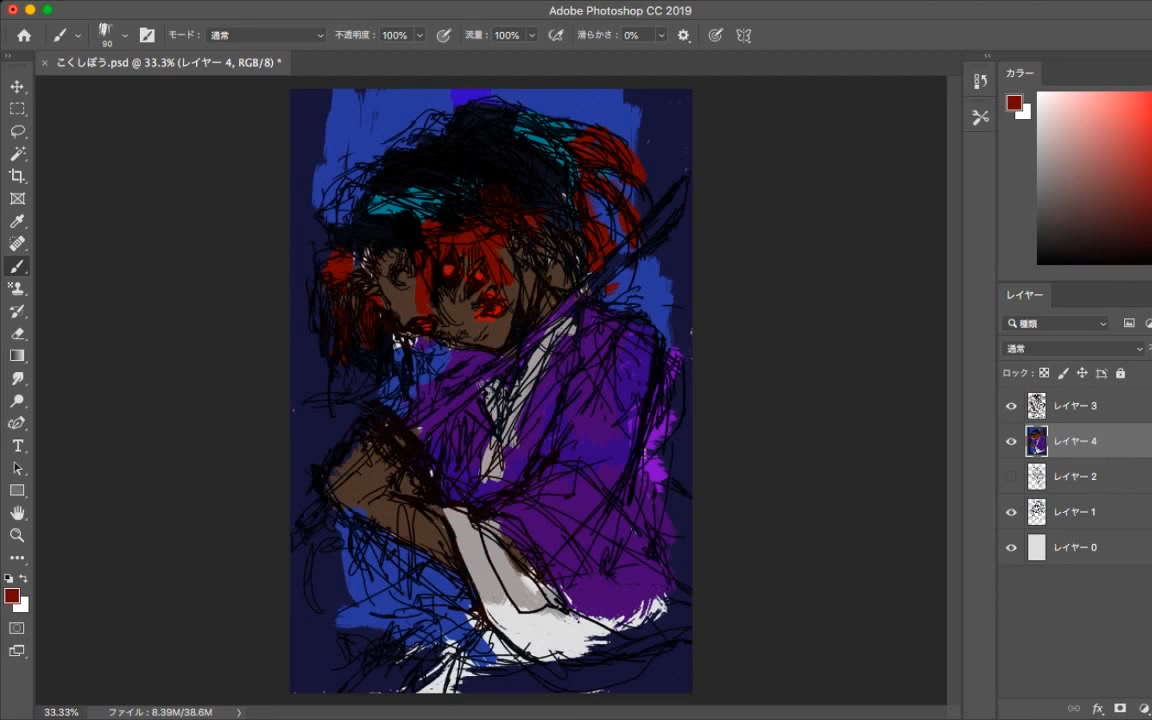 Adobe Photoshop CC 2019
90
モード： 通常
不透明度： 100%
流量： 100%
滑らかさ： 0%
× こくしぼう.psd @ 33.3% (レイヤー 4, RGB/8) *
カラー
レイヤー
種類
通常
ロック：
レイヤー 3
レイヤー 4
レイヤー 2
レイヤー 1
レイヤー 0
fx
33.33%
ファイル : 8.39M/38.6M